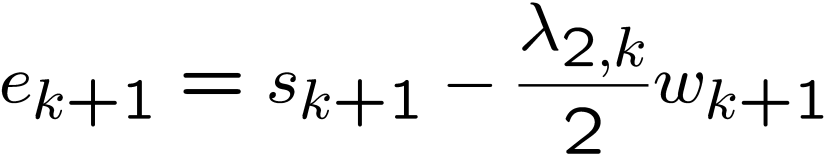 $e_{k+1} = s_{k+1} - \frac{\lambda_{2,k}}{2} w_{k+1}$